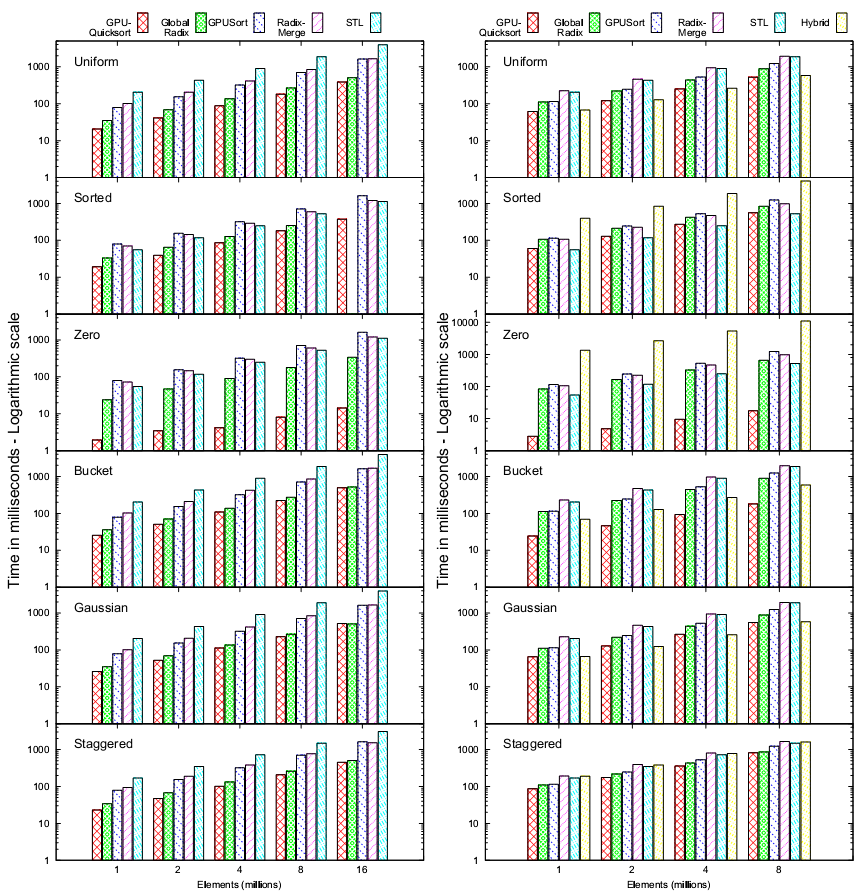 GPU-Quicksort Global Radix GPUSort Radix-Merge STL
Uniform
1000
100
10
1
Sorted
1000
100
10
1
Zero
1000
100
10
1
Bucket
1000
100
10
1
Gaussian
1000
100
10
1
Staggered
1000
100
10
1
1 2 4 8 16
Elements (millions)
Time in milliseconds - Logarithmic scale
GPU-Quicksort Global Radix GPUSort Radix-Merge STL Hybrid
Uniform
1000
100
10
1
Sorted
1000
100
10
1
Zero
10000
1000
100
10
1
Bucket
1000
100
10
1
Gaussian
1000
100
10
1
Staggered
1000
100
10
1
1 2 4 8
Elements (millions)
Time in milliseconds - Logarithmic scale